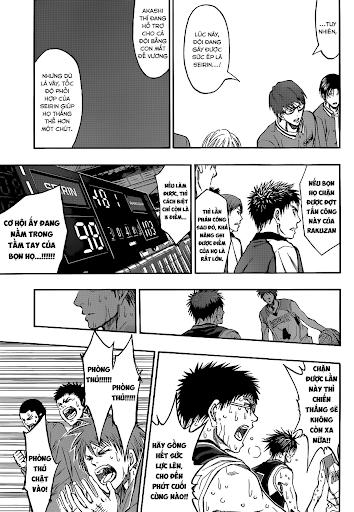 ...TUY
NHIÊN,
LÚC NÀY,
ĐỘI ĐANG
GÂY ĐƯỢC
SỨC ÉP LÀ
SEIRIN....!
AKASHI
THÌ ĐANG
HỖ TRỢ
CHO CẢ
ĐỘI BẰNG
CON MẮT
ĐẾ VƯƠNG
NHƯNG DÙ
LÀ VẬY, TỐC
ĐỘ PHỐI
HỢP CỦA
SEIRIN GIÚP
HỌ THẮNG
THẾ HƠN
MỘT CHÚT.
NẾU BỌN
HỌ CHẶN
ĐƯỢC ĐỢT
TẤN CÔNG
NÀY CỦA
RAKUZAN
THÌ LẦN
PHẢN CÔNG
SAU ĐÓ, KHẢ
NĂNG GHI
ĐƯỢC ĐIỂM
CỦA HỌ LÀ
RẤT LỚN.
NẾU LÀM
ĐƯỢC, THÌ
CÁCH BIỆT
CHỈ CÒN LÀ
3 ĐIỂM...
SEIRIN
98
4
103
CƠ HỘI ẤY ĐANG
NẰM TRONG
TẦM TAY CỦA
BỌN HỌ...!!!!!!
4
CHẶN
ĐƯỢC LẦN
NÀY THÌ
CHIẾN
THẮNG SẼ
KHÔNG
CÒN XA
NỮA!!
HÃY GỒNG
HẾT SỨC
LỰC LÊN,
CHO ĐẾN
PHÚT CUỐI
CÙNG NÀO!!
PHÒNG
THỦ!!!!!!
PHÒNG
THỦ!!!
PHÒNG
THỦ
CHẶT
VÀO!